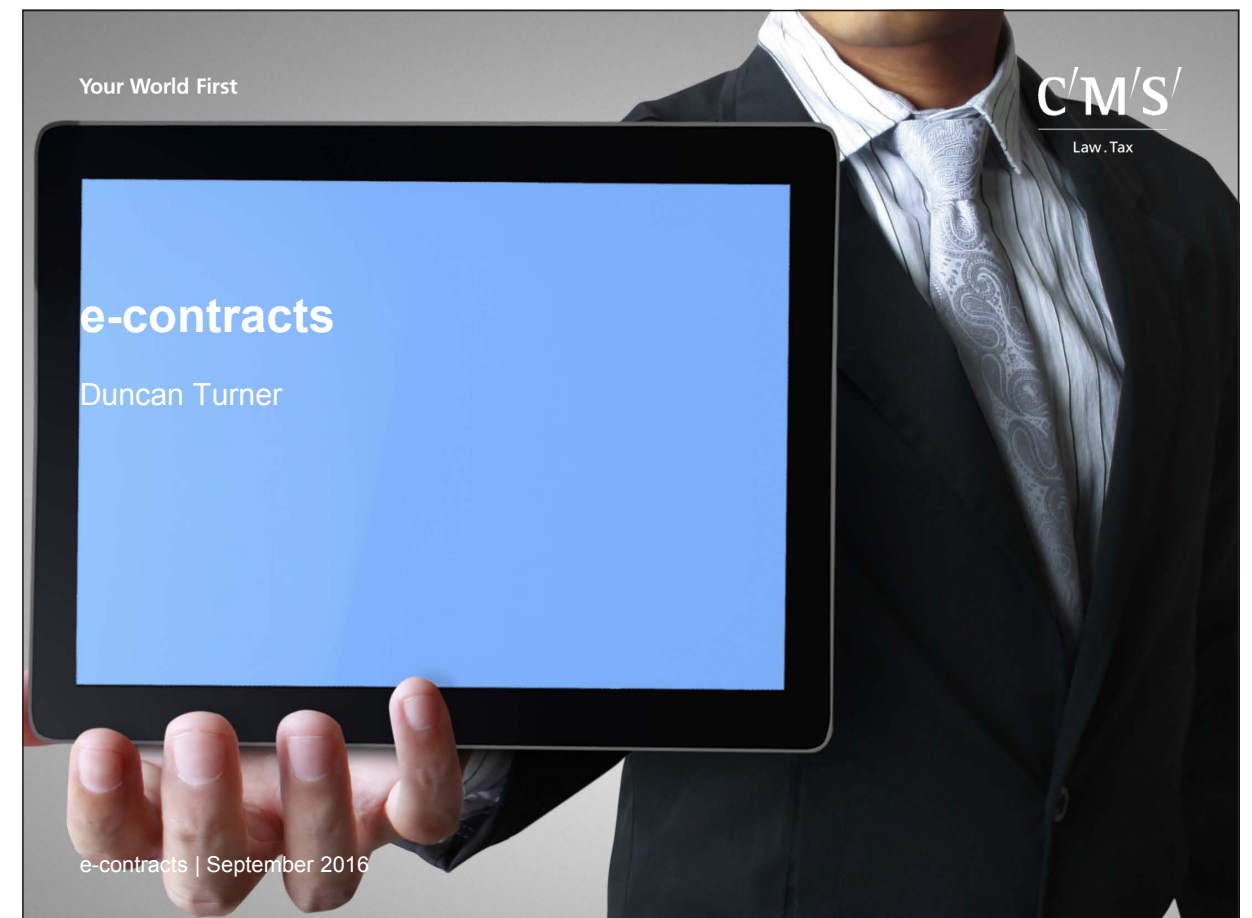 Your World First
C/M/S/
Law.Tax
e-contracts
Duncan Turner
e-contracts | September 2016